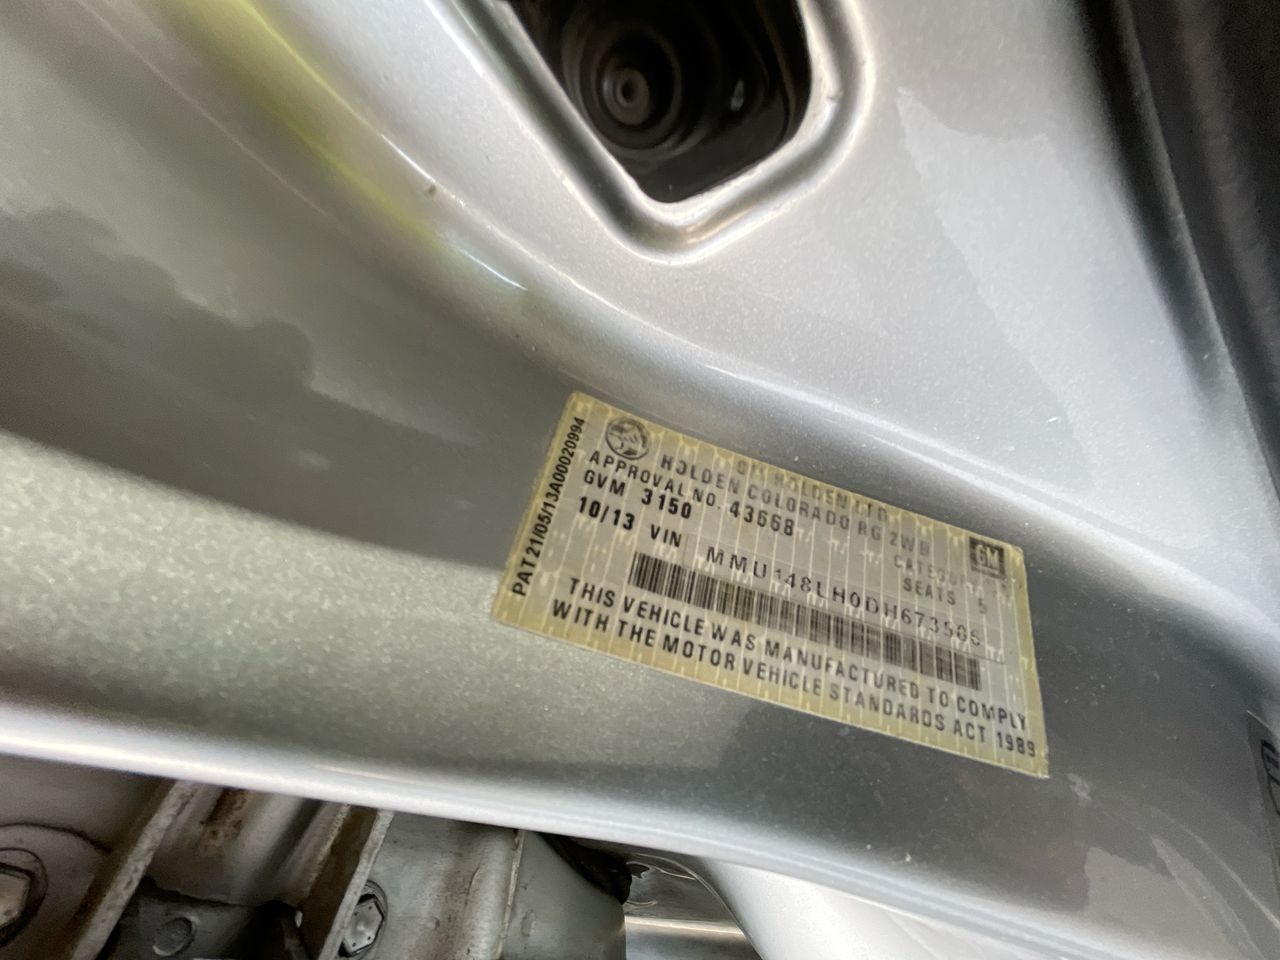 PAT21/05/13A00020994
GM HOLDEN LTD
HOLDEN COLORADO RG 2WD
APPROVAL NO. 43668
CATEGORY
GVM 3150
SEATS 5
10/13 VIN
THIS VEHICLE WAS MANUFACTURED TO COMPLY
WITH THE MOTOR VEHICLE STANDARDS ACT 1989
GM